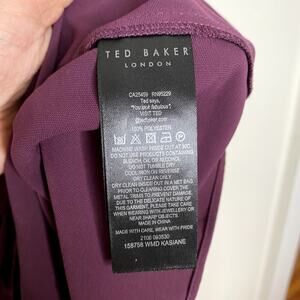 TED BAKER
LONDON
CA25459 RN95229
Ted says,
"You look fabulous"
VISIT TED
@tedbaker.com
100% POLYESTER
MACHINE WASH INSIDE OUT AT 30C
DO NOT USE PRODUCTS CONTAINING
BLEACH, OIL, OR ALCOHOL
DO NOT TUMBLE DRY
COOL IRON ON REVERSE
DRY CLEAN ONLY
DRY CLEAN INSIDE OUT IN A NET BAG
PRIOR TO CLEANING COVER THE
METAL TRIMS TO PREVENT DAMAGE
DUE TO THE DELICATE NATURE OF
THIS GARMENT, PLEASE TAKE CARE
WHEN WEARING WITH JEWELLERY OR
NEAR SHARP OBJECTS
MADE IN CHINA
MADE WITH CARE, WEAR WITH PRIDE
2106 093530
158758 WMD KASIANE